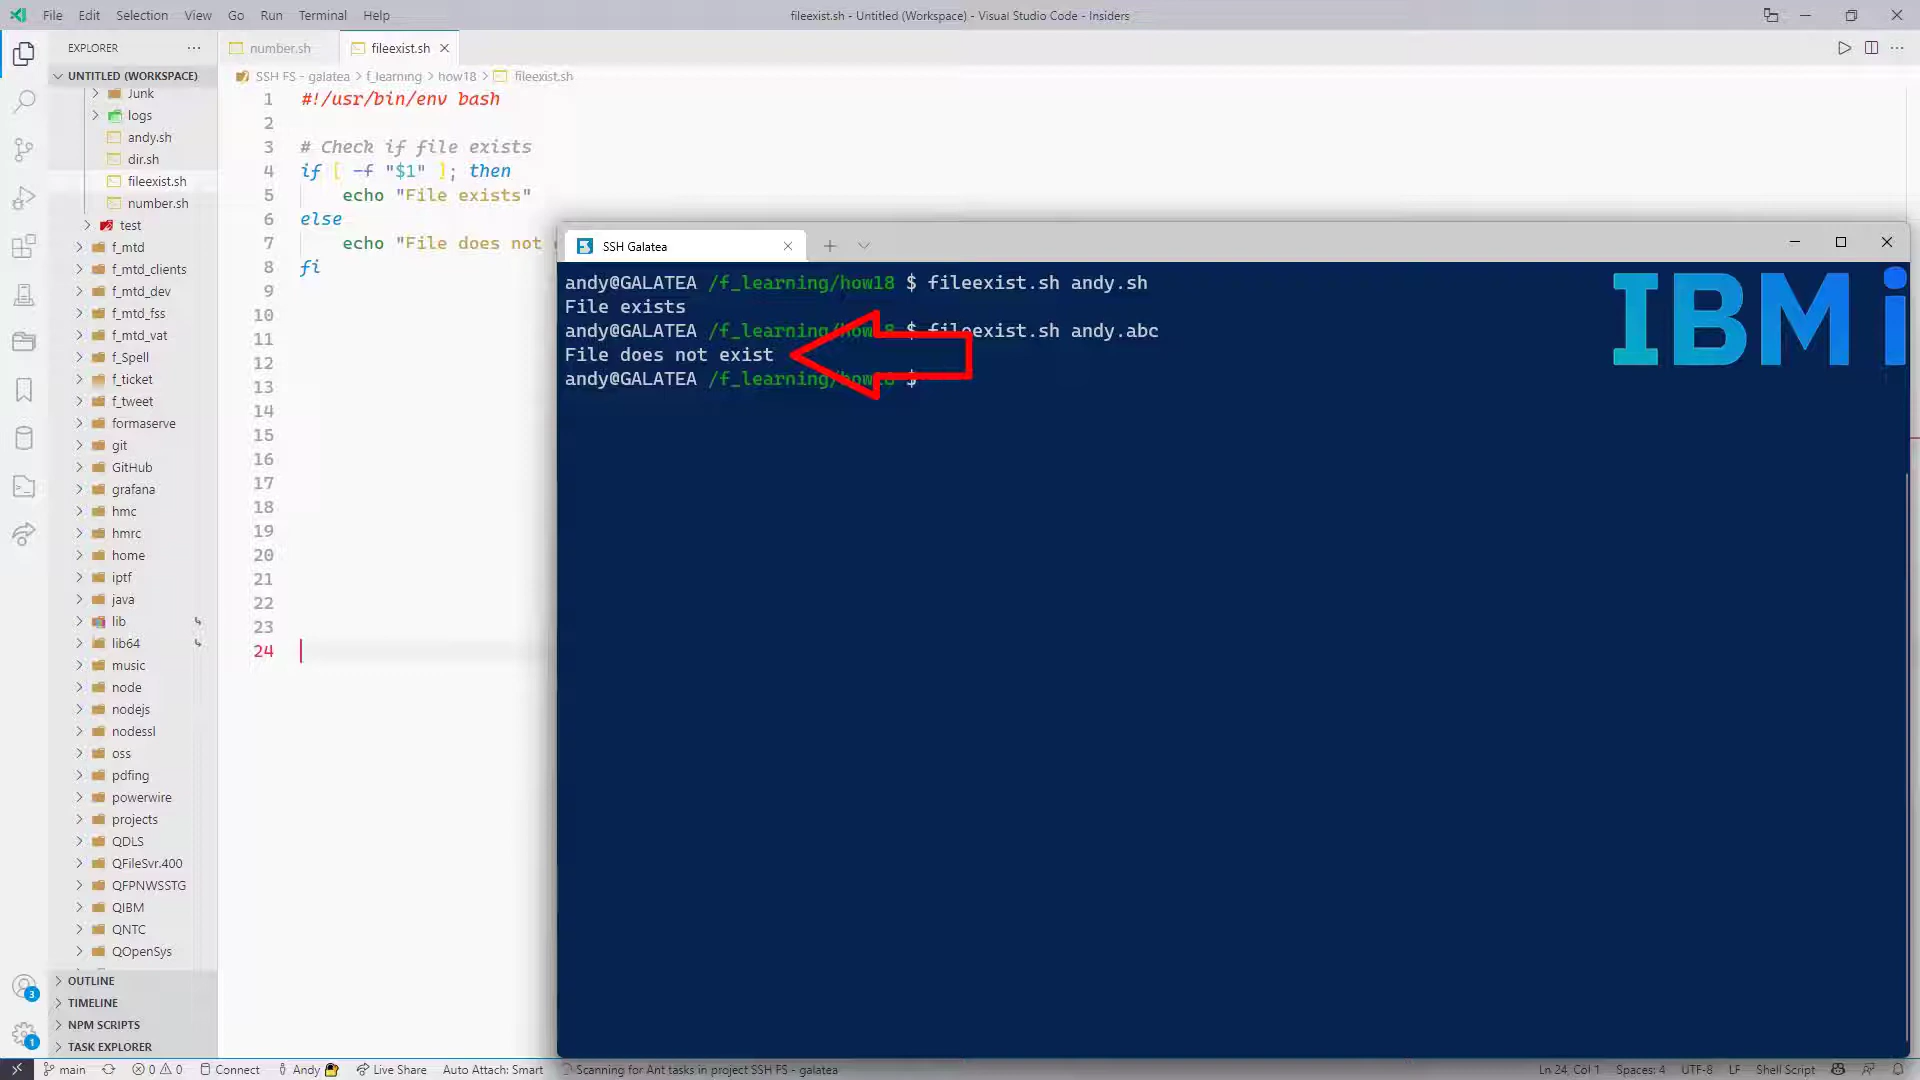 File Edit Selection View Go Run Terminal Help
fileexist.sh - Untitled (Workspace) - Visual Studio Code - Insiders
EXPLORER
UNTITLED (WORKSPACE)
Junk
logs
andy.sh
dir.sh
fileexist.sh
number.sh
test
f_mtd
f_mtd_clients
f_mtd_dev
f_mtd_fss
f_mtd_vat
f_Spell
f_ticket
f_tweet
formaserve
git
GitHub
grafana
hmc
hmrc
home
iptf
java
lib
lib64
music
node
nodejs
nodessl
oss
pdfing
powerwire
projects
QDLS
QFileSvr.400
QFPNWSSTG
QIBM
QNTC
QOpenSys
OUTLINE
TIMELINE
NPM SCRIPTS
TASK EXPLORER
3
1
number.sh fileexist.sh
SSH FS - galatea > f_learning > how18 > fileexist.sh
1 #!/usr/bin/env bash
2
3 # Check if file exists
4 if [ -f "$1" ]; then
5 echo "File exists"
6 else
7 echo "File does not
8 fi
9
10
11
12
13
14
15
16
17
18
19
20
21
22
23
24
SSH Galatea
andy@GALATEA /f_learning/how18 $ fileexist.sh andy.sh
File exists
andy@GALATEA /f_learning/how18 $ fileexist.sh andy.abc
File does not exist
andy@GALATEA /f_learning/how18 $
IBM i
main 0 0 Connect Andy Live Share Auto Attach: Smart Scanning for Ant tasks in project SSH FS - galatea Ln 24, Col 1 Spaces: 4 UTF-8 LF Shell Script